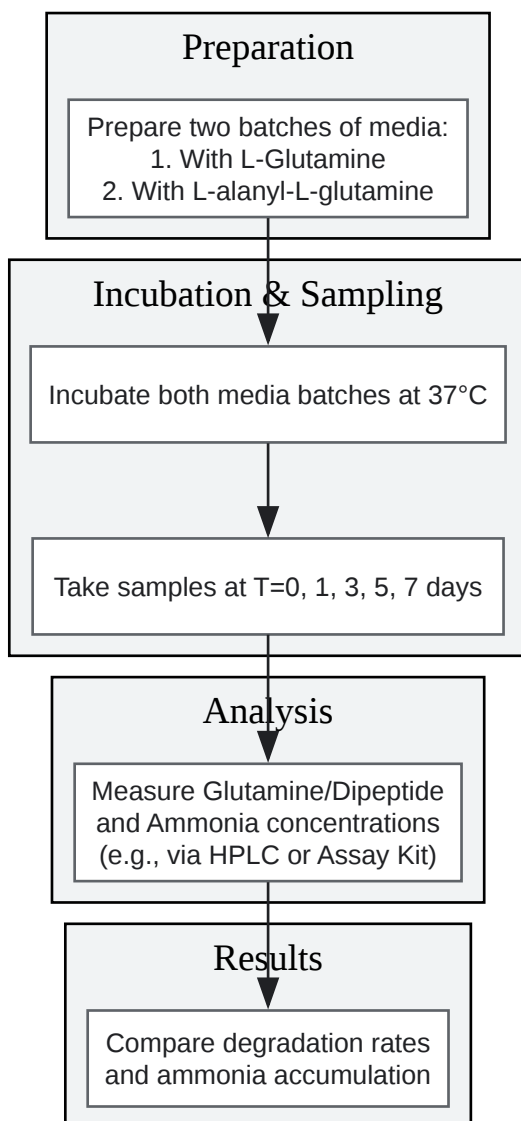 Preparation
Prepare two batches of media:
1. With L-Glutamine
2. With L-alanyl-L-glutamine
Incubation & Sampling
Incubate both media batches at 37°C
Take samples at T=0, 1, 3, 5, 7 days
Analysis
Measure Glutamine/Dipeptide
and Ammonia concentrations
(e.g., via HPLC or Assay Kit)
Results
Compare degradation rates
and ammonia accumulation